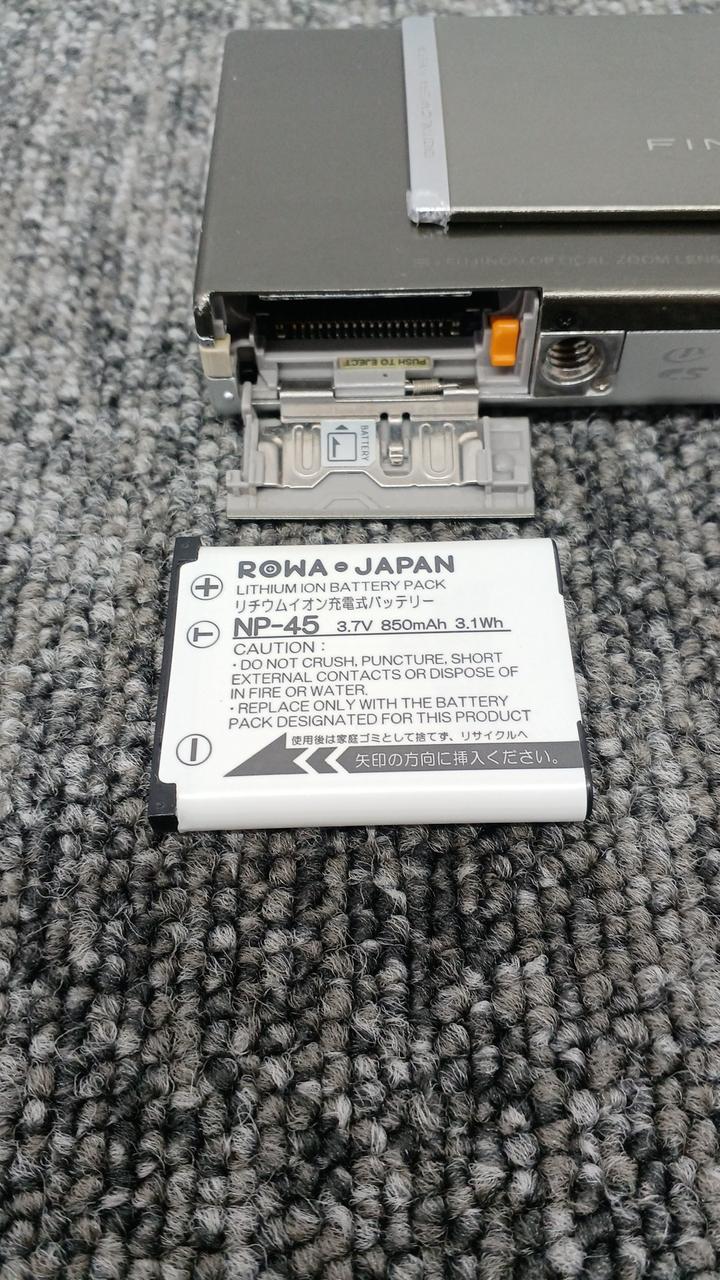 FIN
ZOOM LENS
PUSH TO EJECT
BATTERY
ROWA JAPAN
LITHIUM ION BATTERY PACK
リチウムイオン充電式バッテリー
NP-45 3.7V 850mAh 3.1Wh
CAUTION :
・DO NOT CRUSH, PUNCTURE, SHORT
EXTERNAL CONTACTS OR DISPOSE OF
IN FIRE OR WATER.
・REPLACE ONLY WITH THE BATTERY
PACK DESIGNATED FOR THIS PRODUCT
使用後は家庭ゴミとして捨てず、リサイクルへ
矢印の方向に挿入ください。
+
T
−